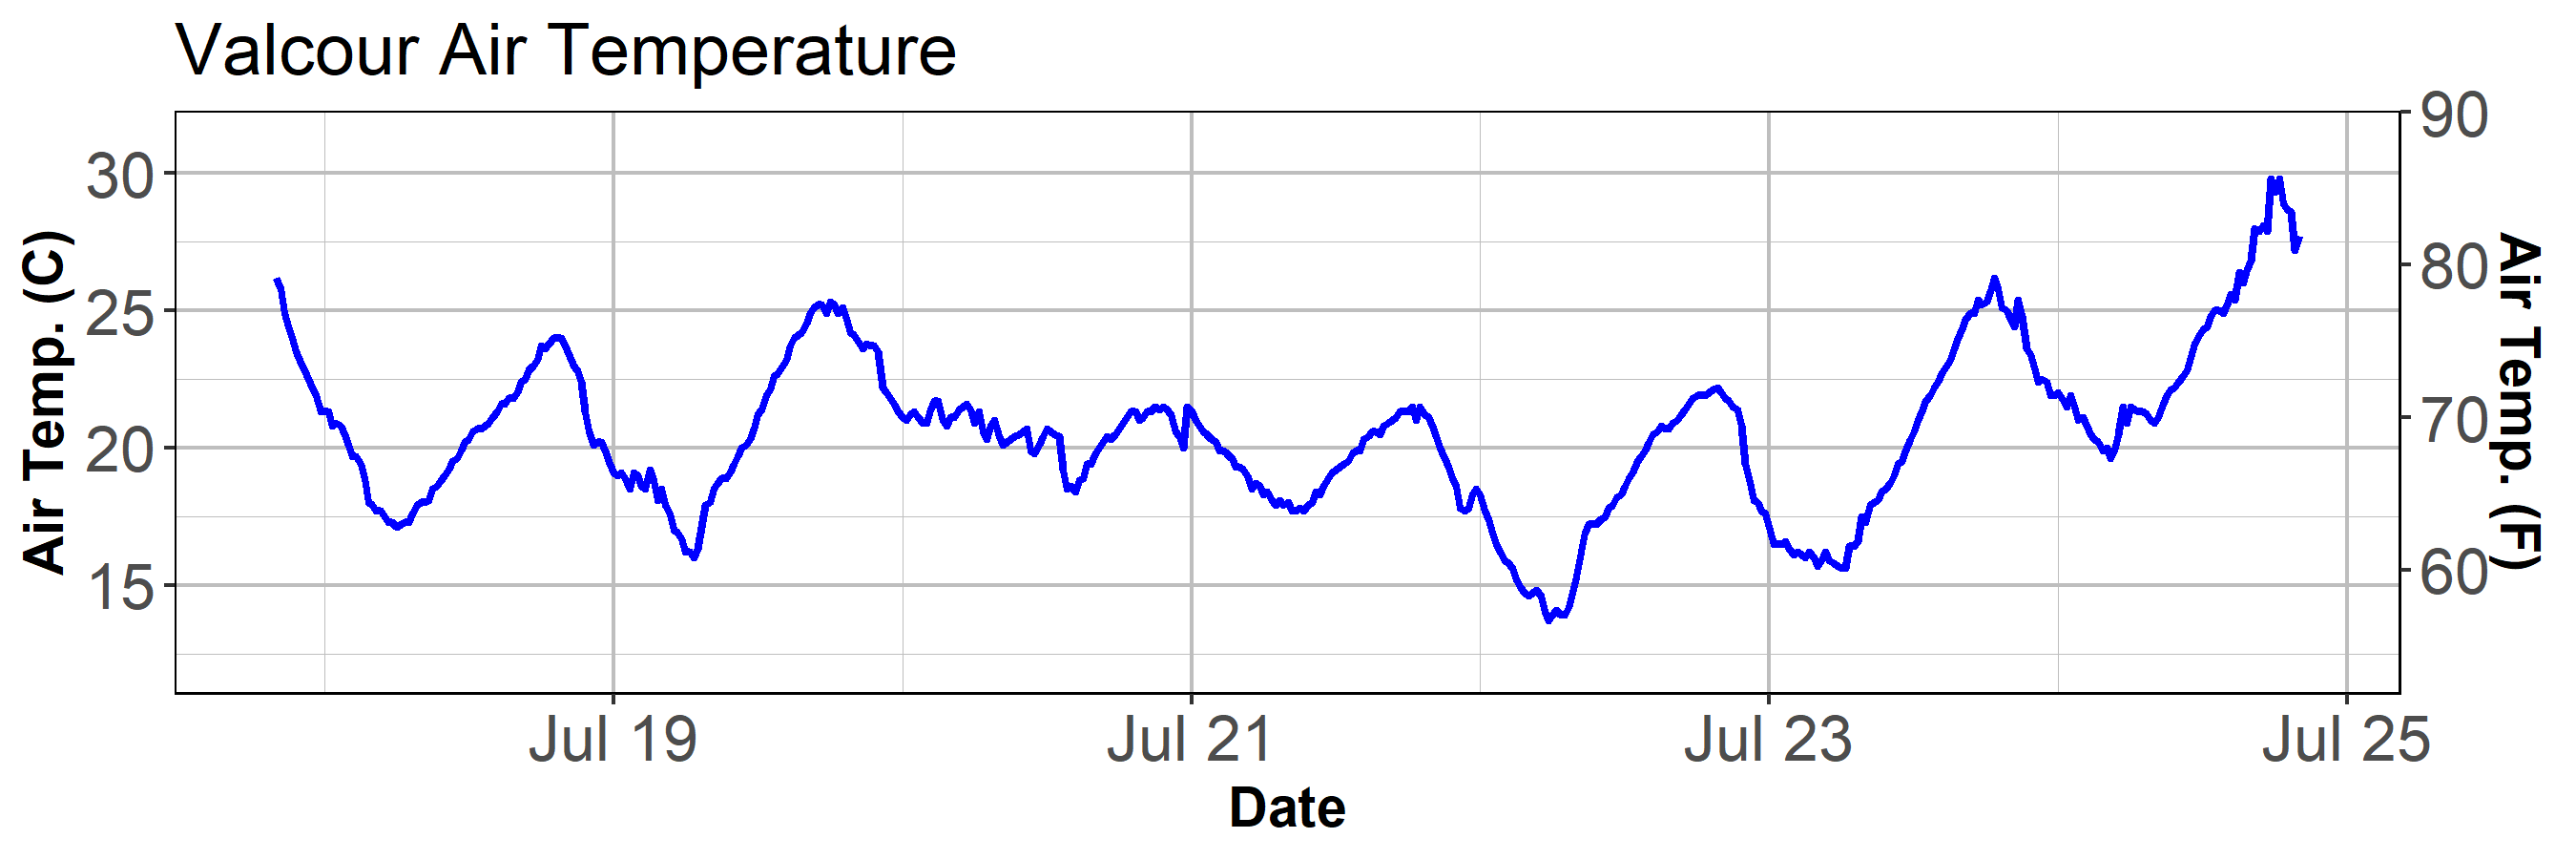 Valcour Air Temperature
Air Temp. (C)
30
25
20
15
90
80
70
60
Air Temp. (F)
Jul 19
Jul 21
Jul 23
Jul 25
Date